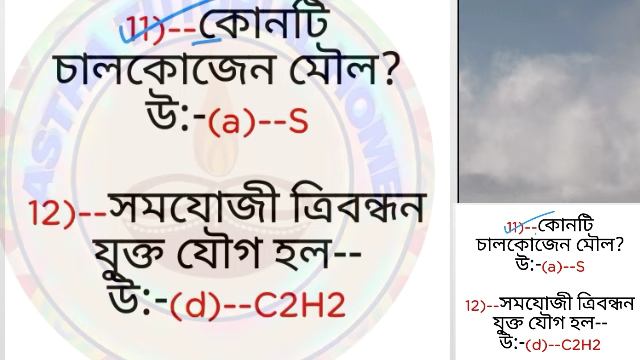 11)--কোনটি
চালকোজেন মৌল?
উ:-(a)--S
12)--সমযোজী ত্রিবন্ধন
যুক্ত যৌগ হল--
উ:-(d)--C2H2
11)--কোনটি
চালকোজেন মৌল?
উ:-(a)--S
12)--সমযোজী ত্রিবন্ধন
যুক্ত যৌগ হল--
উ:-(d)--C2H2